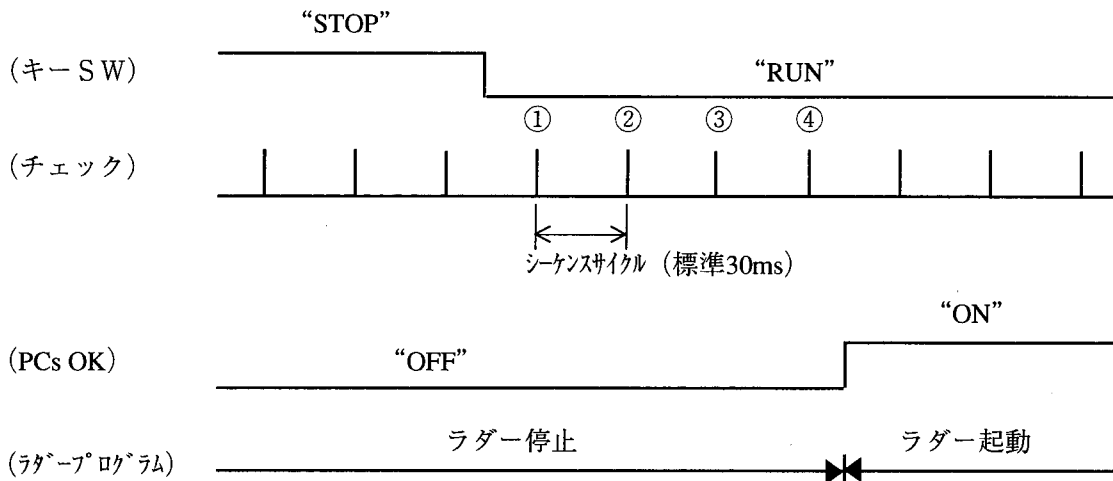 “STOP”
(キーSW)
“RUN”
① ② ③ ④
(チェック)
シーケンスサイクル (標準30ms)
“ON”
(PCs OK)
“OFF”
ラダー停止 ラダー起動
(ラダープログラム)